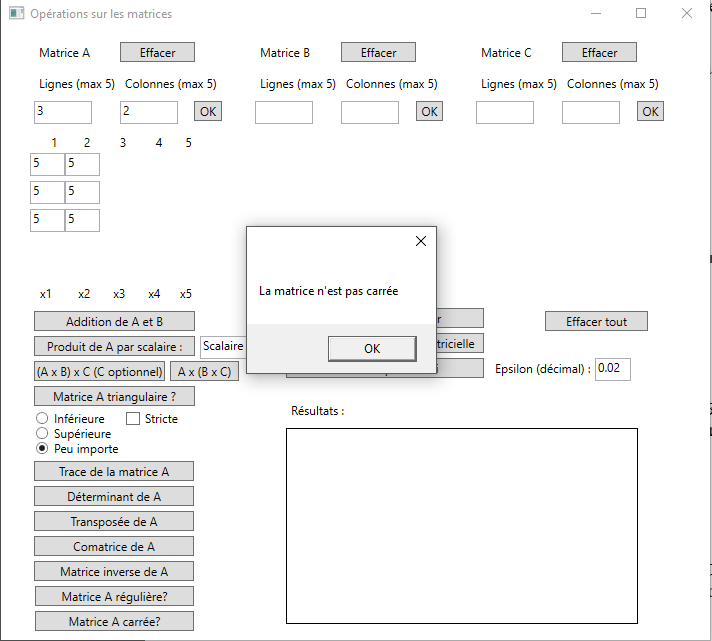 Opérations sur les matrices
Matrice A Effacer Matrice B Effacer Matrice C Effacer
Lignes (max 5) Colonnes (max 5) Lignes (max 5) Colonnes (max 5) Lignes (max 5) Colonnes (max 5)
3 2 OK OK OK
1 2 3 4 5
5 5
5 5
5 5
La matrice n'est pas carrée
OK
x1 x2 x3 x4 x5
Addition de A et B Effacer tout
Produit de A par scalaire : Scalaire tricielle
(A x B) x C (C optionnel) A x (B x C) Epsilon (décimal) : 0.02
Matrice A triangulaire ?
Inférieure Stricte
Supérieure
Peu importe
Résultats :
Trace de la matrice A
Déterminant de A
Transposée de A
Comatrice de A
Matrice inverse de A
Matrice A régulière?
Matrice A carrée?